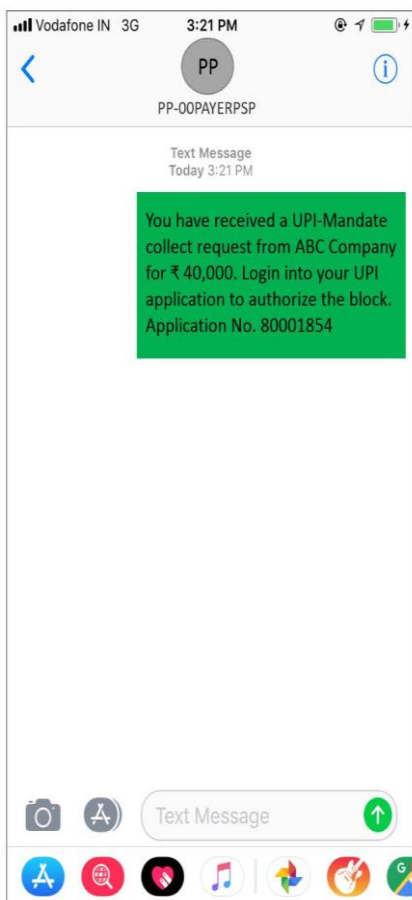 Vodafone IN 3G 3:21 PM
PP
PP-00PAYERPSP
Text Message
Today 3:21 PM
You have received a UPI-Mandate
collect request from ABC Company
for ₹ 40,000. Login into your UPI
application to authorize the block.
Application No. 80001854
Text Message
G